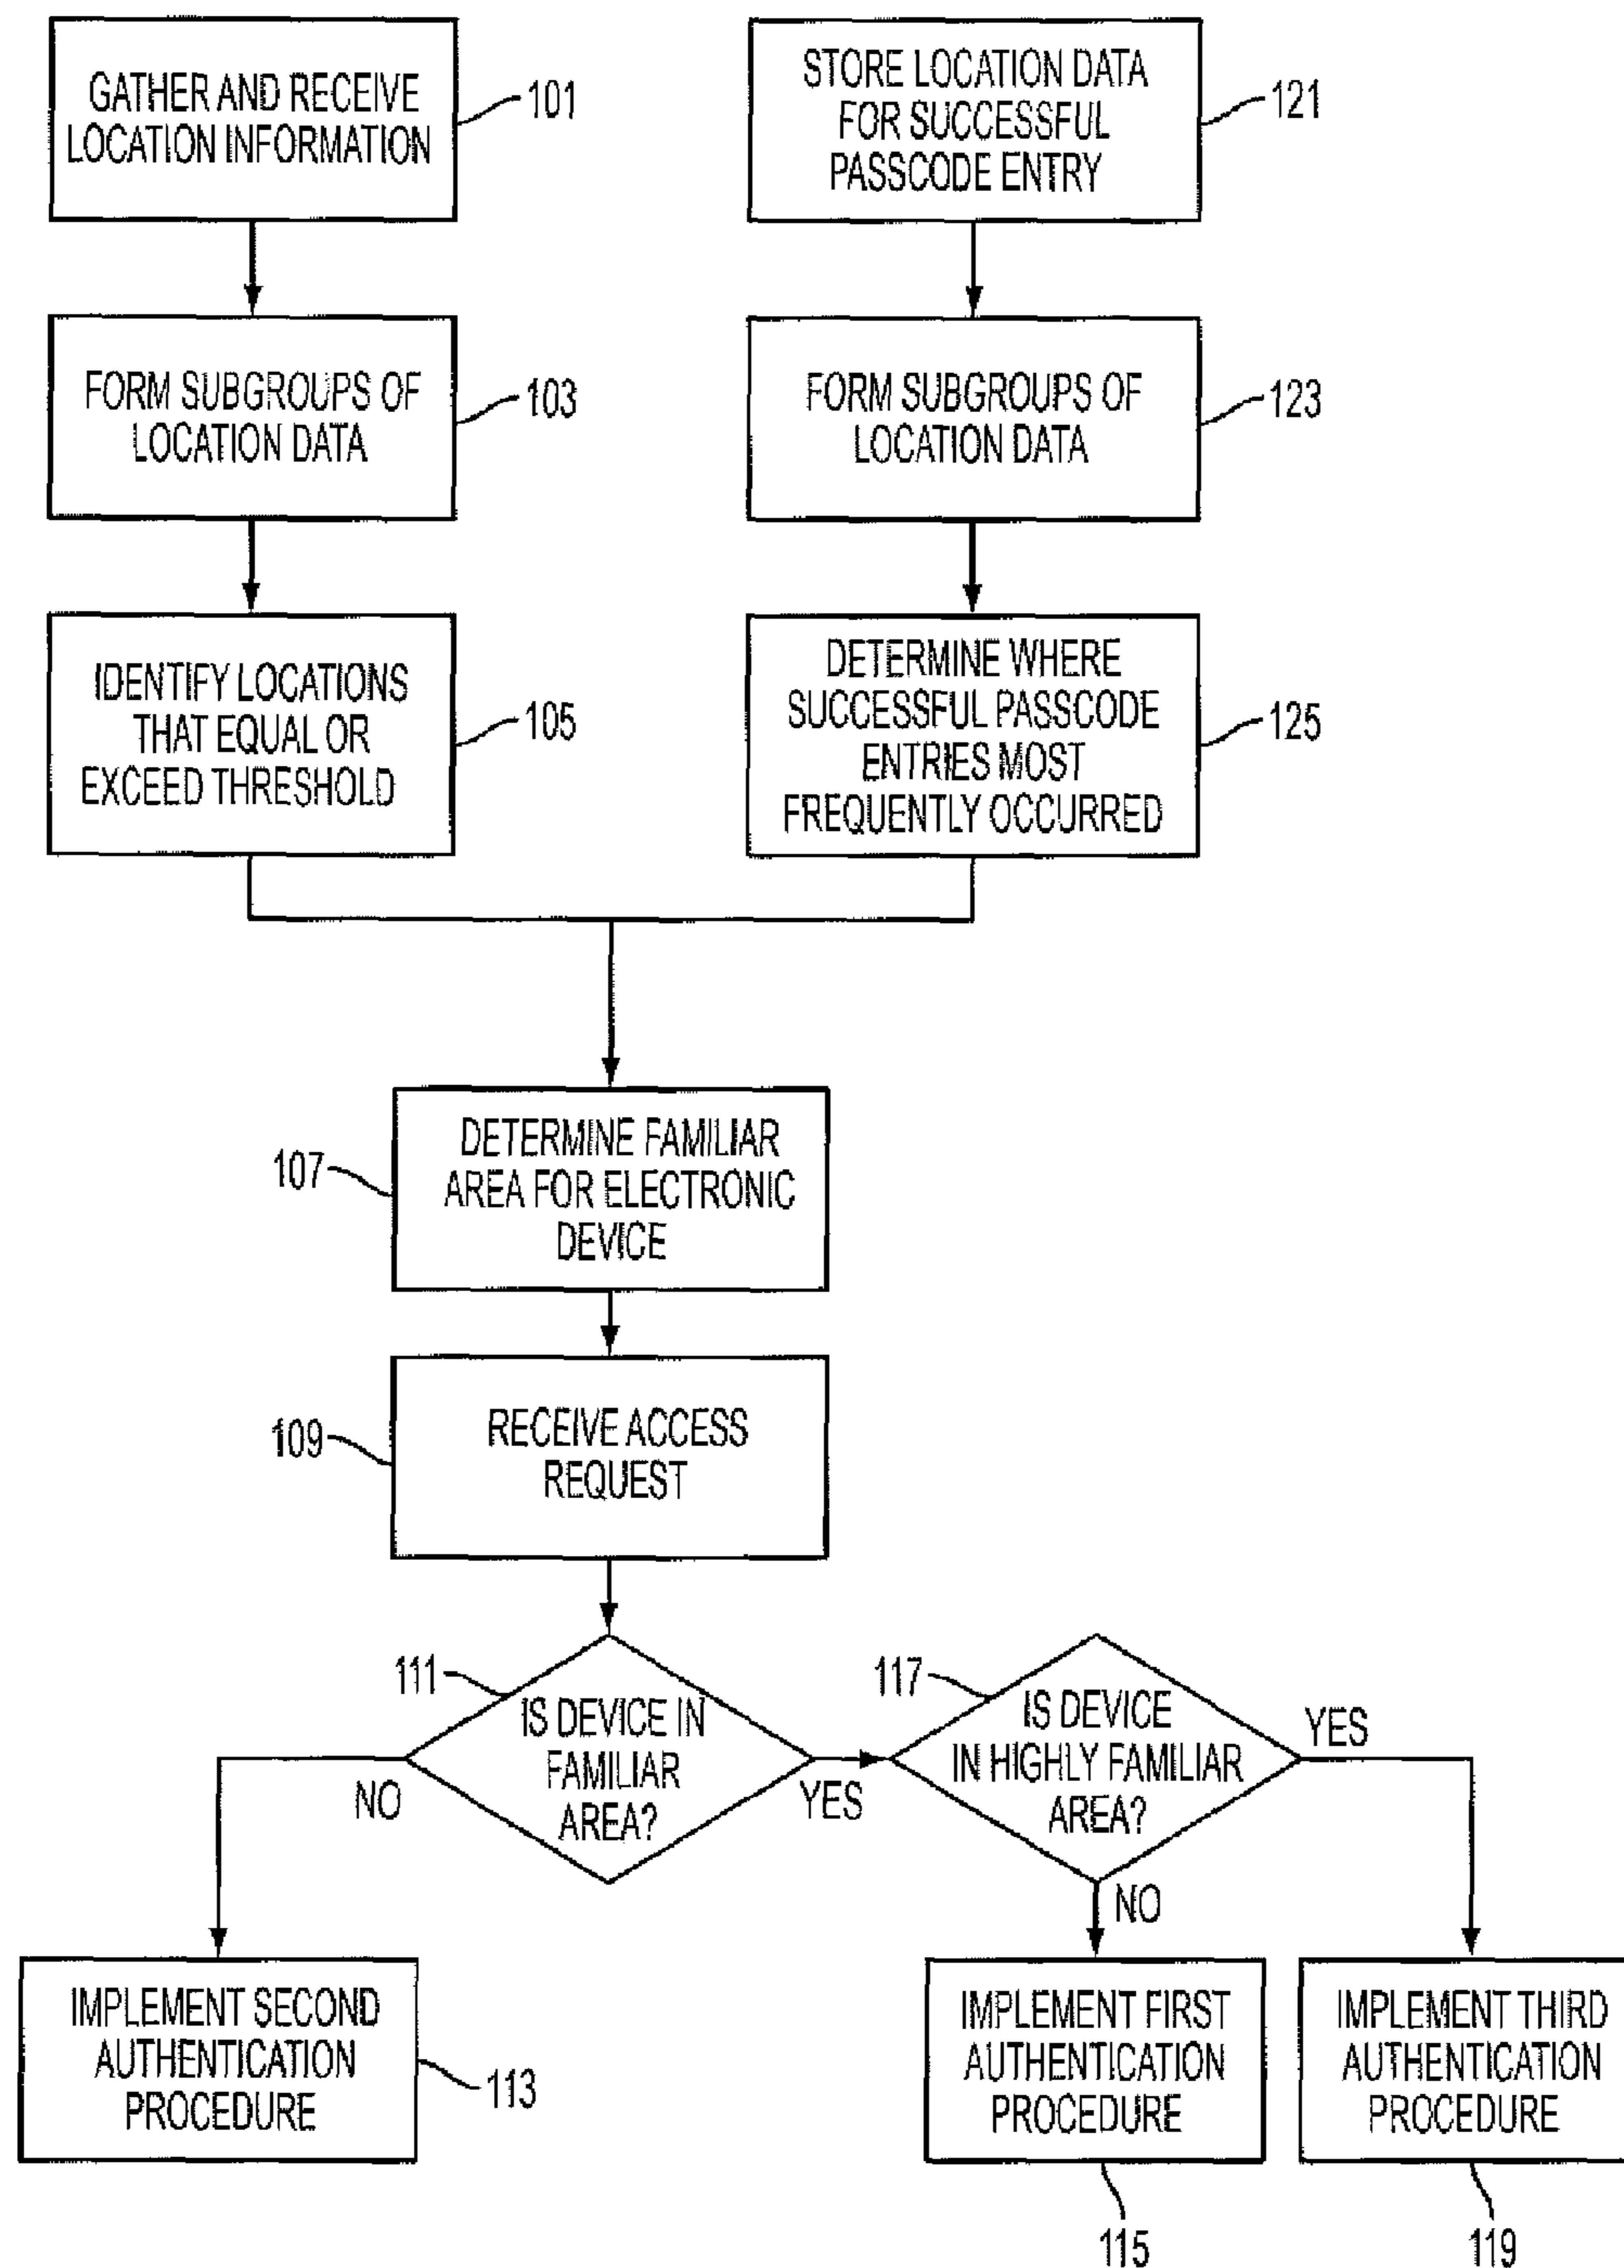 GATHER AND RECEIVE
LOCATION INFORMATION
101
STORE LOCATION DATA
FOR SUCCESSFUL
PASSCODE ENTRY
121
FORM SUBGROUPS OF
LOCATION DATA
103
FORM SUBGROUPS OF
LOCATION DATA
123
IDENTIFY LOCATIONS
THAT EQUAL OR
EXCEED THRESHOLD
105
DETERMINE WHERE
SUCCESSFUL PASSCODE
ENTRIES MOST
FREQUENTLY OCCURRED
125
107
DETERMINE FAMILIAR
AREA FOR ELECTRONIC
DEVICE
109
RECEIVE ACCESS
REQUEST
111
IS DEVICE IN
FAMILIAR
AREA?
NO
YES
117
IS DEVICE
IN HIGHLY FAMILIAR
AREA?
YES
NO
IMPLEMENT SECOND
AUTHENTICATION
PROCEDURE
113
IMPLEMENT FIRST
AUTHENTICATION
PROCEDURE
115
IMPLEMENT THIRD
AUTHENTICATION
PROCEDURE
119